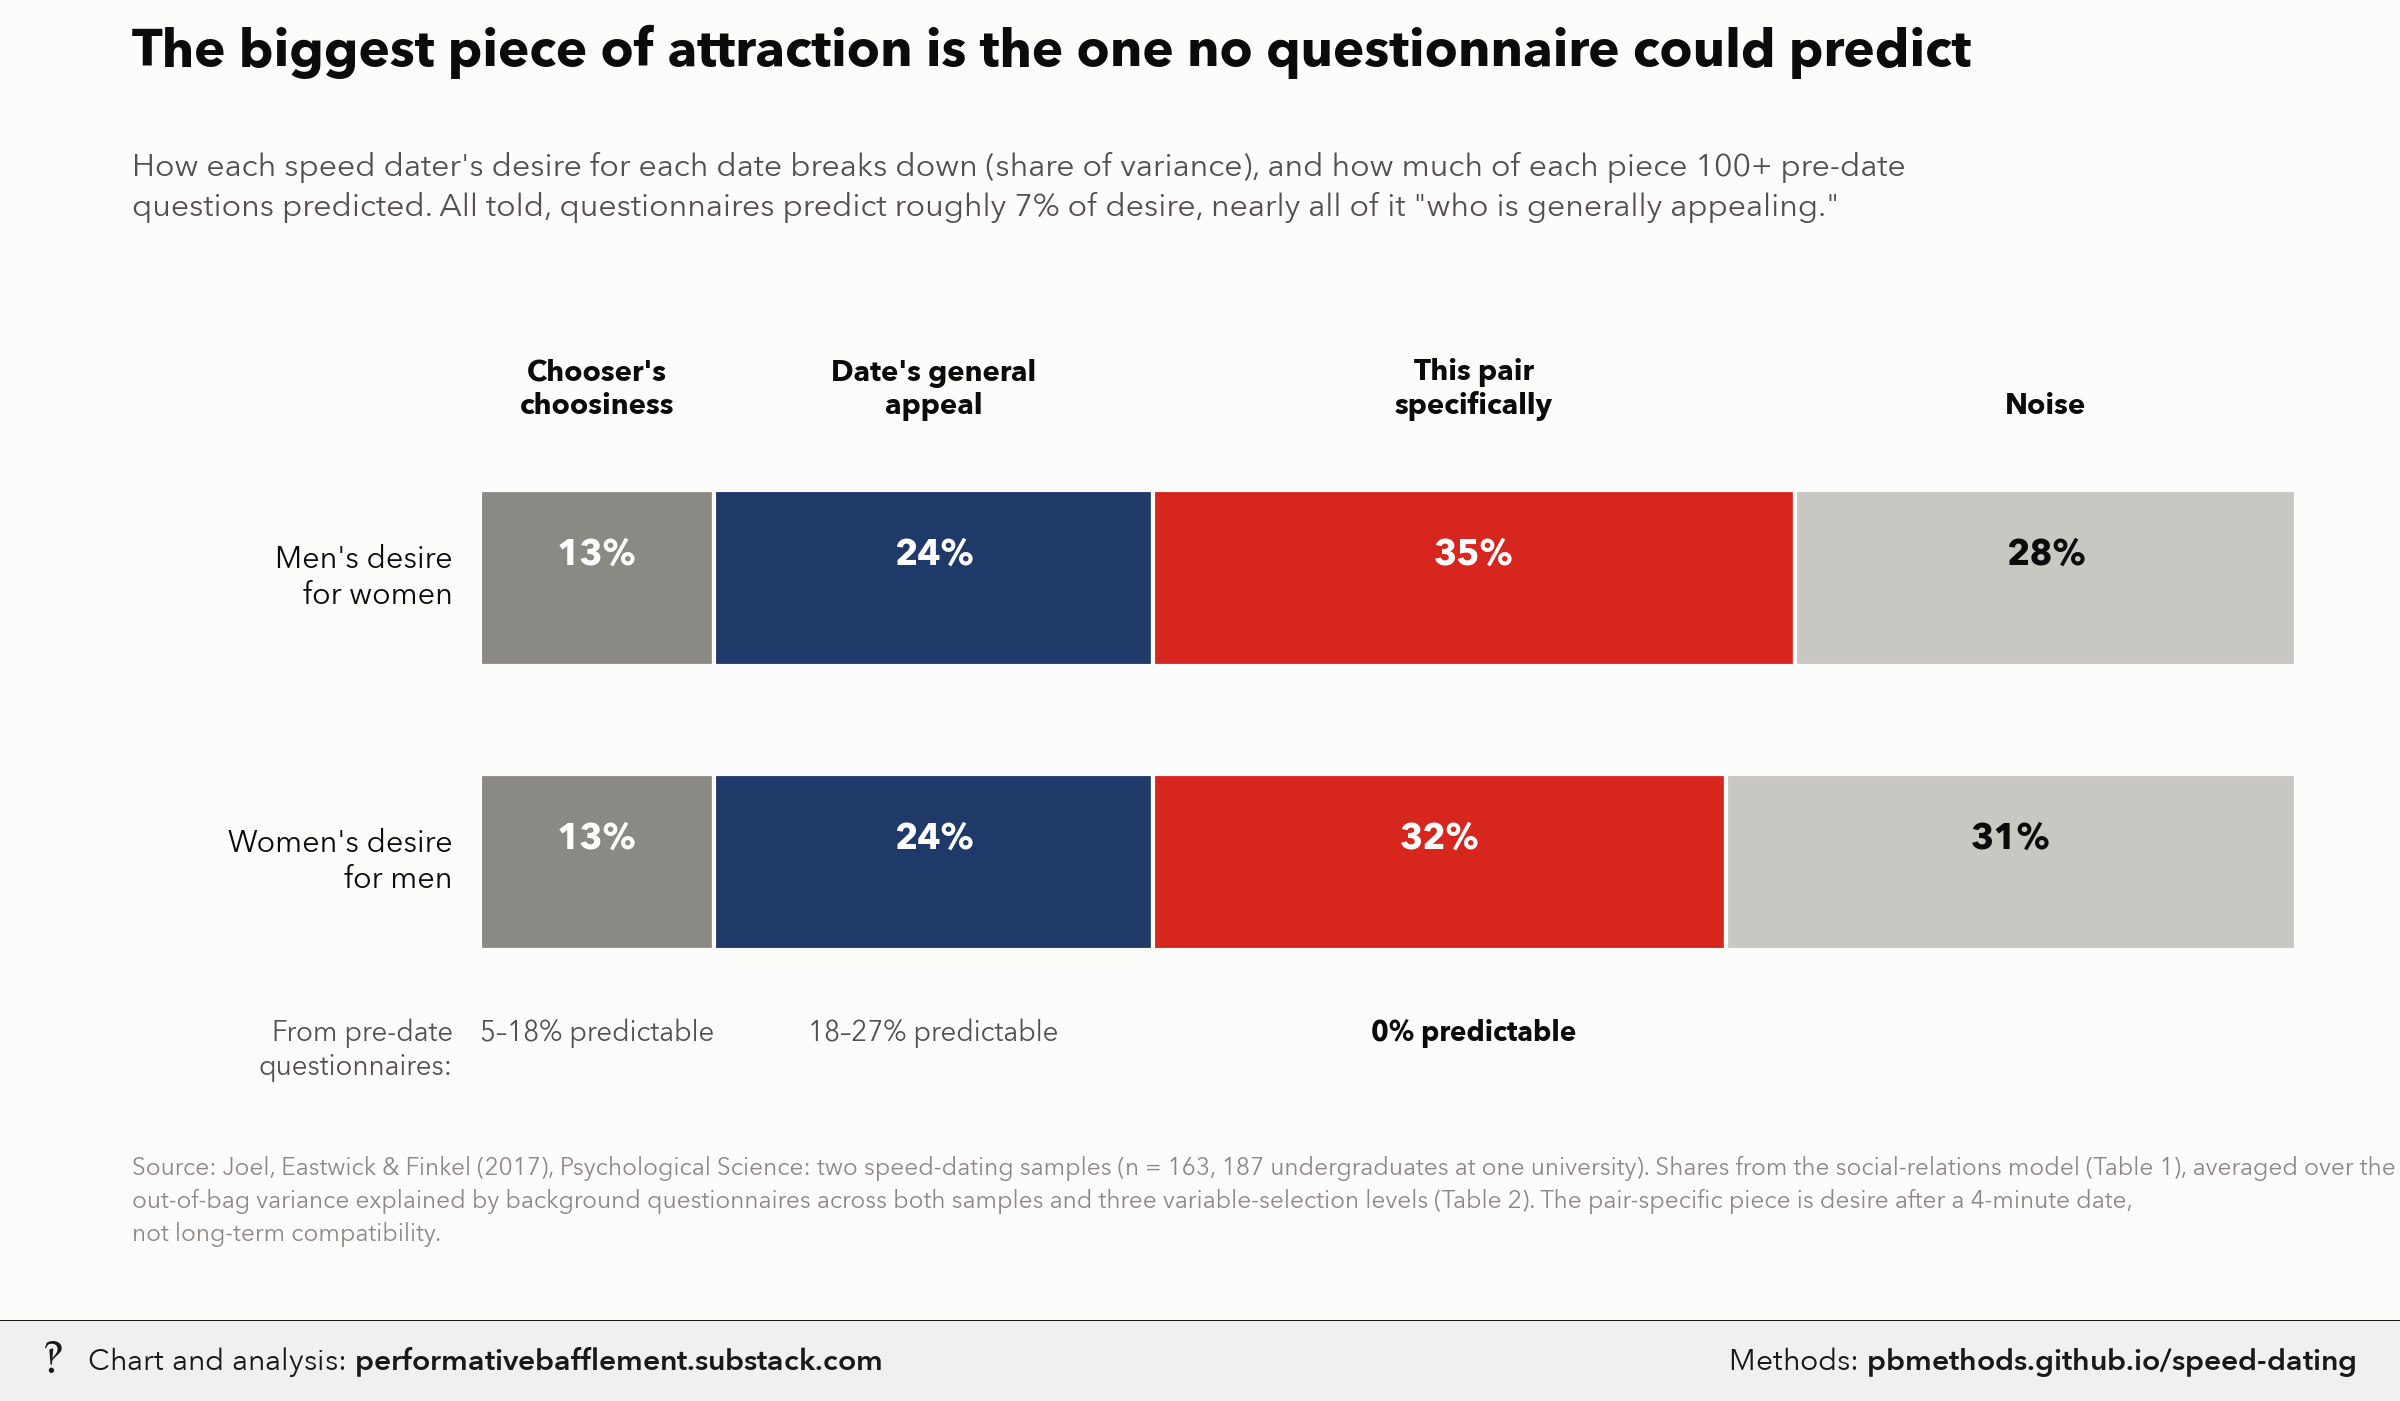 The biggest piece of attraction is the one no questionnaire could predict
How each speed dater's desire for each date breaks down (share of variance), and how much of each piece 100+ pre-date
questions predicted. All told, questionnaires predict roughly 7% of desire, nearly all of it "who is generally appealing."
Chooser's
choosiness
Date's general
appeal
This pair
specifically
Noise
Men's desire
for women
13%
24%
35%
28%
Women's desire
for men
13%
24%
32%
31%
From pre-date
questionnaires:
5–18% predictable
18–27% predictable
0% predictable
Source: Joel, Eastwick & Finkel (2017), Psychological Science: two speed-dating samples (n = 163, 187 undergraduates at one university). Shares from the social-relations model (Table 1), averaged over the
out-of-bag variance explained by background questionnaires across both samples and three variable-selection levels (Table 2). The pair-specific piece is desire after a 4-minute date,
not long-term compatibility.
‽ Chart and analysis: performativebafflement.substack.com
Methods: pbmethods.github.io/speed-dating